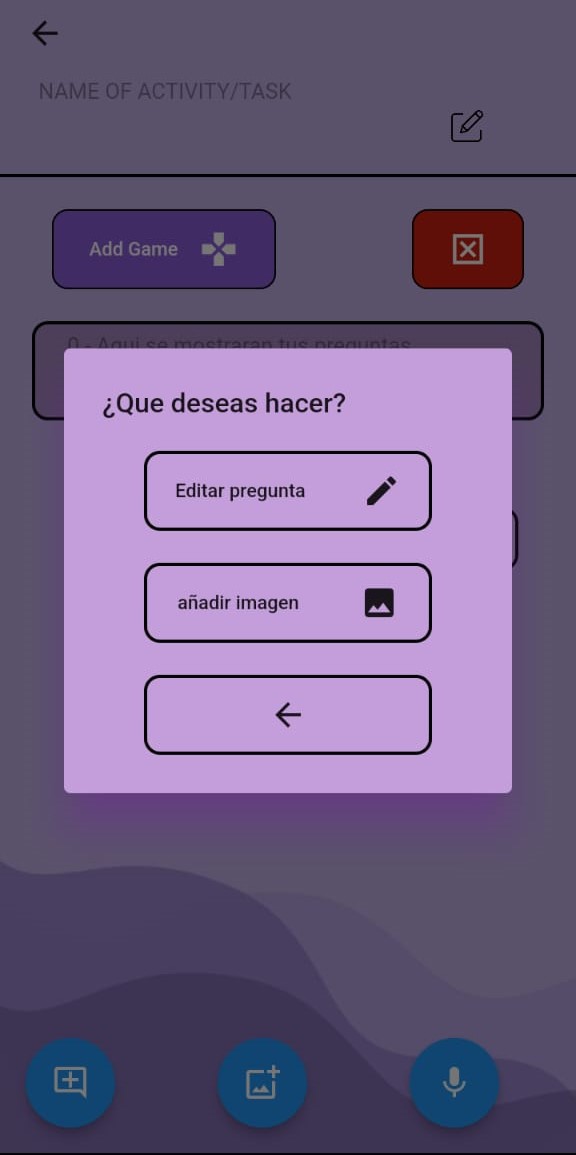 NAME OF ACTIVITY/TASK
Add Game
0 - Aqui se mostraran tus preguntas
¿Que deseas hacer?
Editar pregunta
añadir imagen